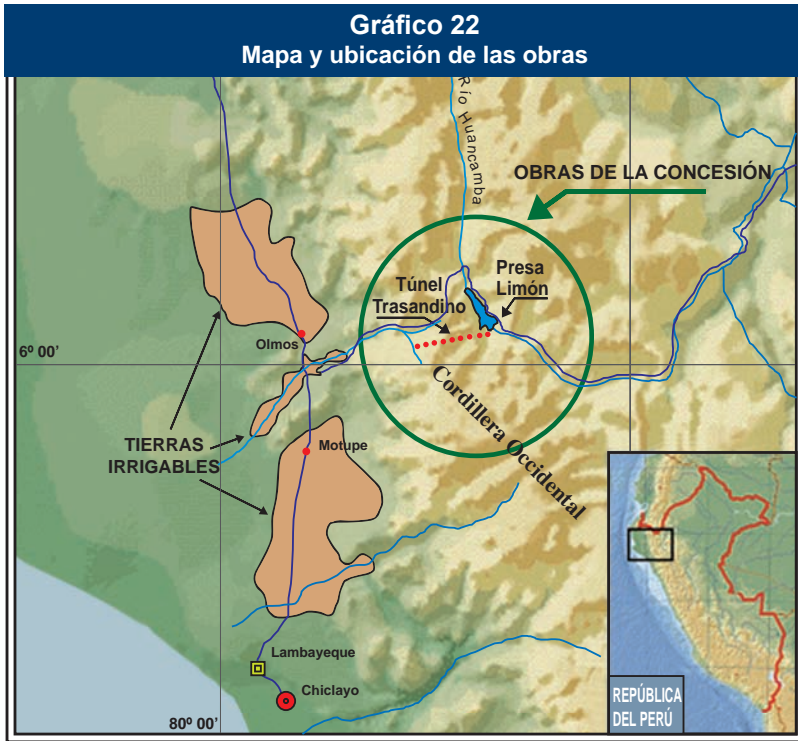 Gráfico 22
Mapa y ubicación de las obras
Río Huancamba
OBRAS DE LA CONCESIÓN
Túnel
Trasandino
Presa
Limón
Olmos
6º 00’
Cordillera Occidental
TIERRAS
IRRIGABLES
Motupe
Lambayeque
Chiclayo
80º 00’
REPÚBLICA
DEL PERÚ